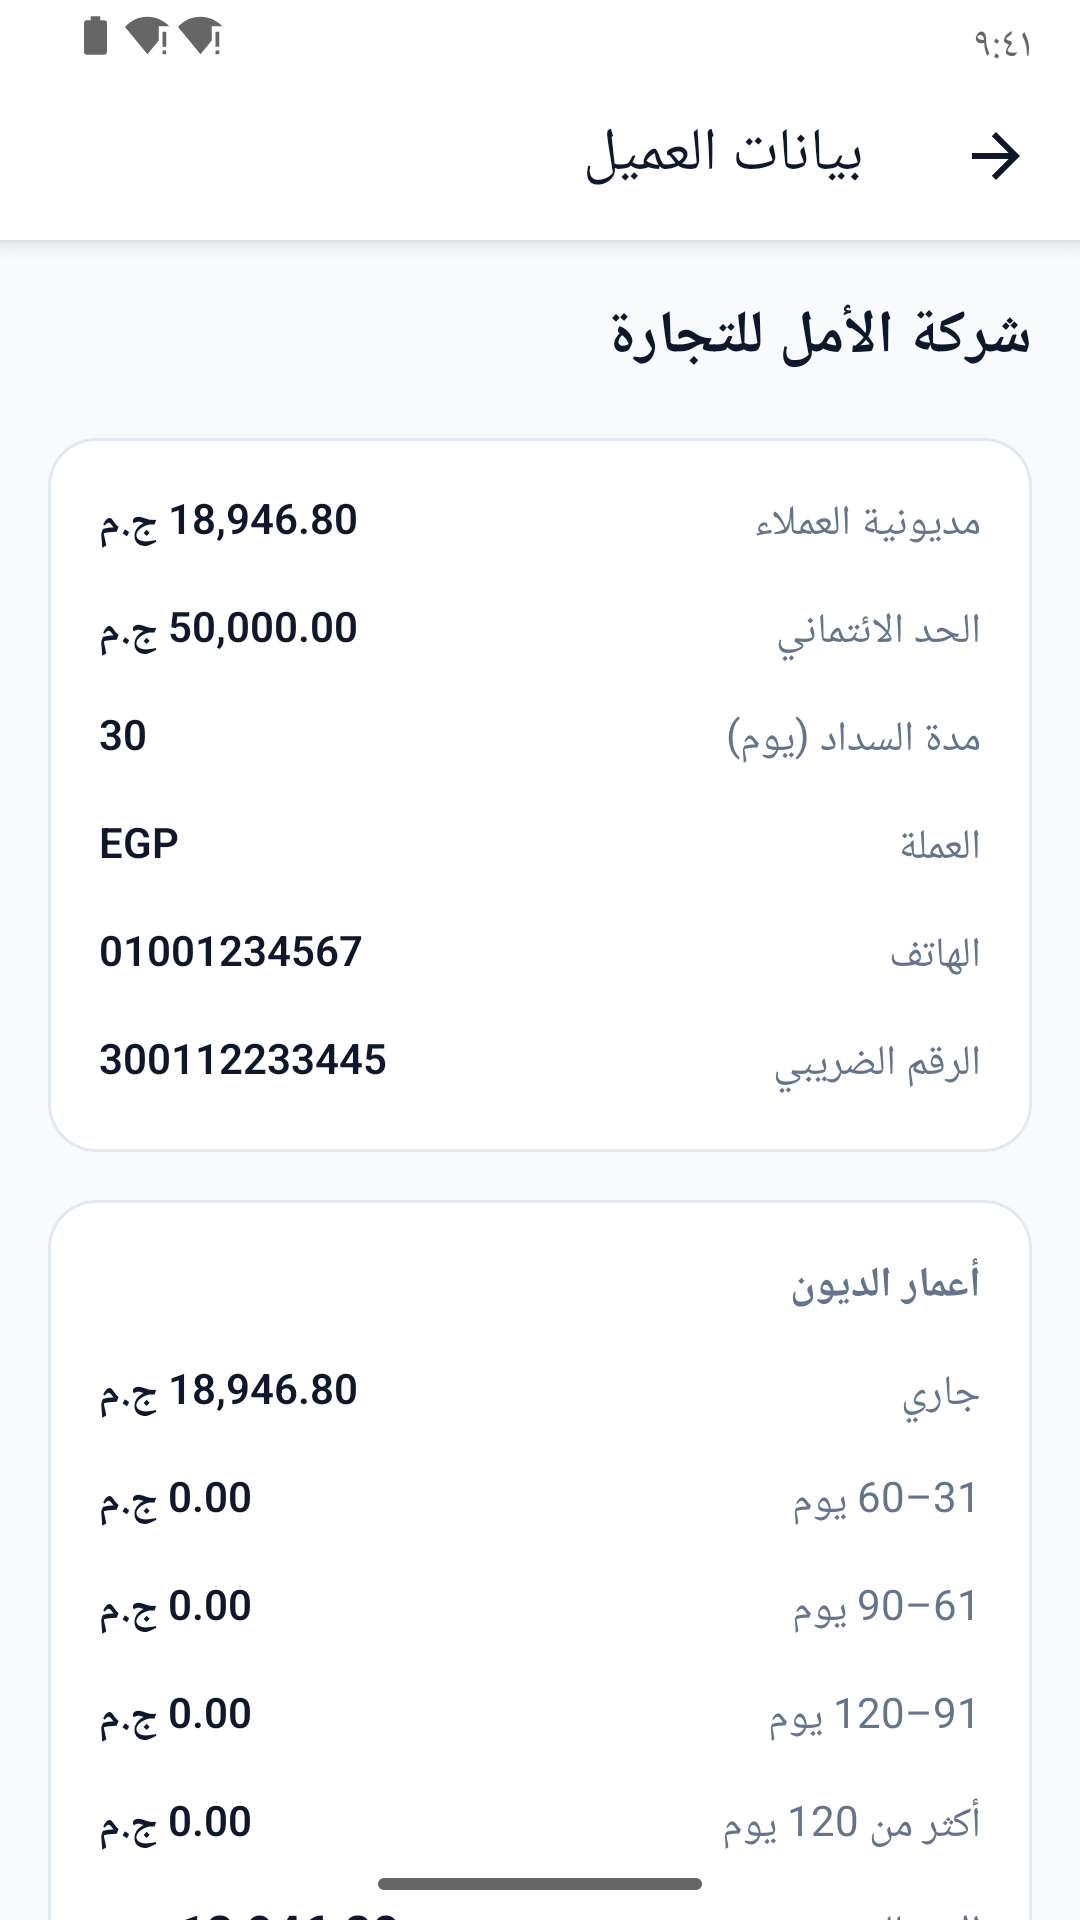 ٩:٤١
بيانات العميل
شركة الأمل للتجارة
مديونية العملاء 18,946.80 ج.م
الحد الائتماني 50,000.00 ج.م
مدة السداد (يوم) 30
العملة EGP
الهاتف 01001234567
الرقم الضريبي 300112233445
أعمار الديون
جاري 18,946.80 ج.م
31–60 يوم 0.00 ج.م
61–90 يوم 0.00 ج.م
91–120 يوم 0.00 ج.م
أكثر من 120 يوم 0.00 ج.م